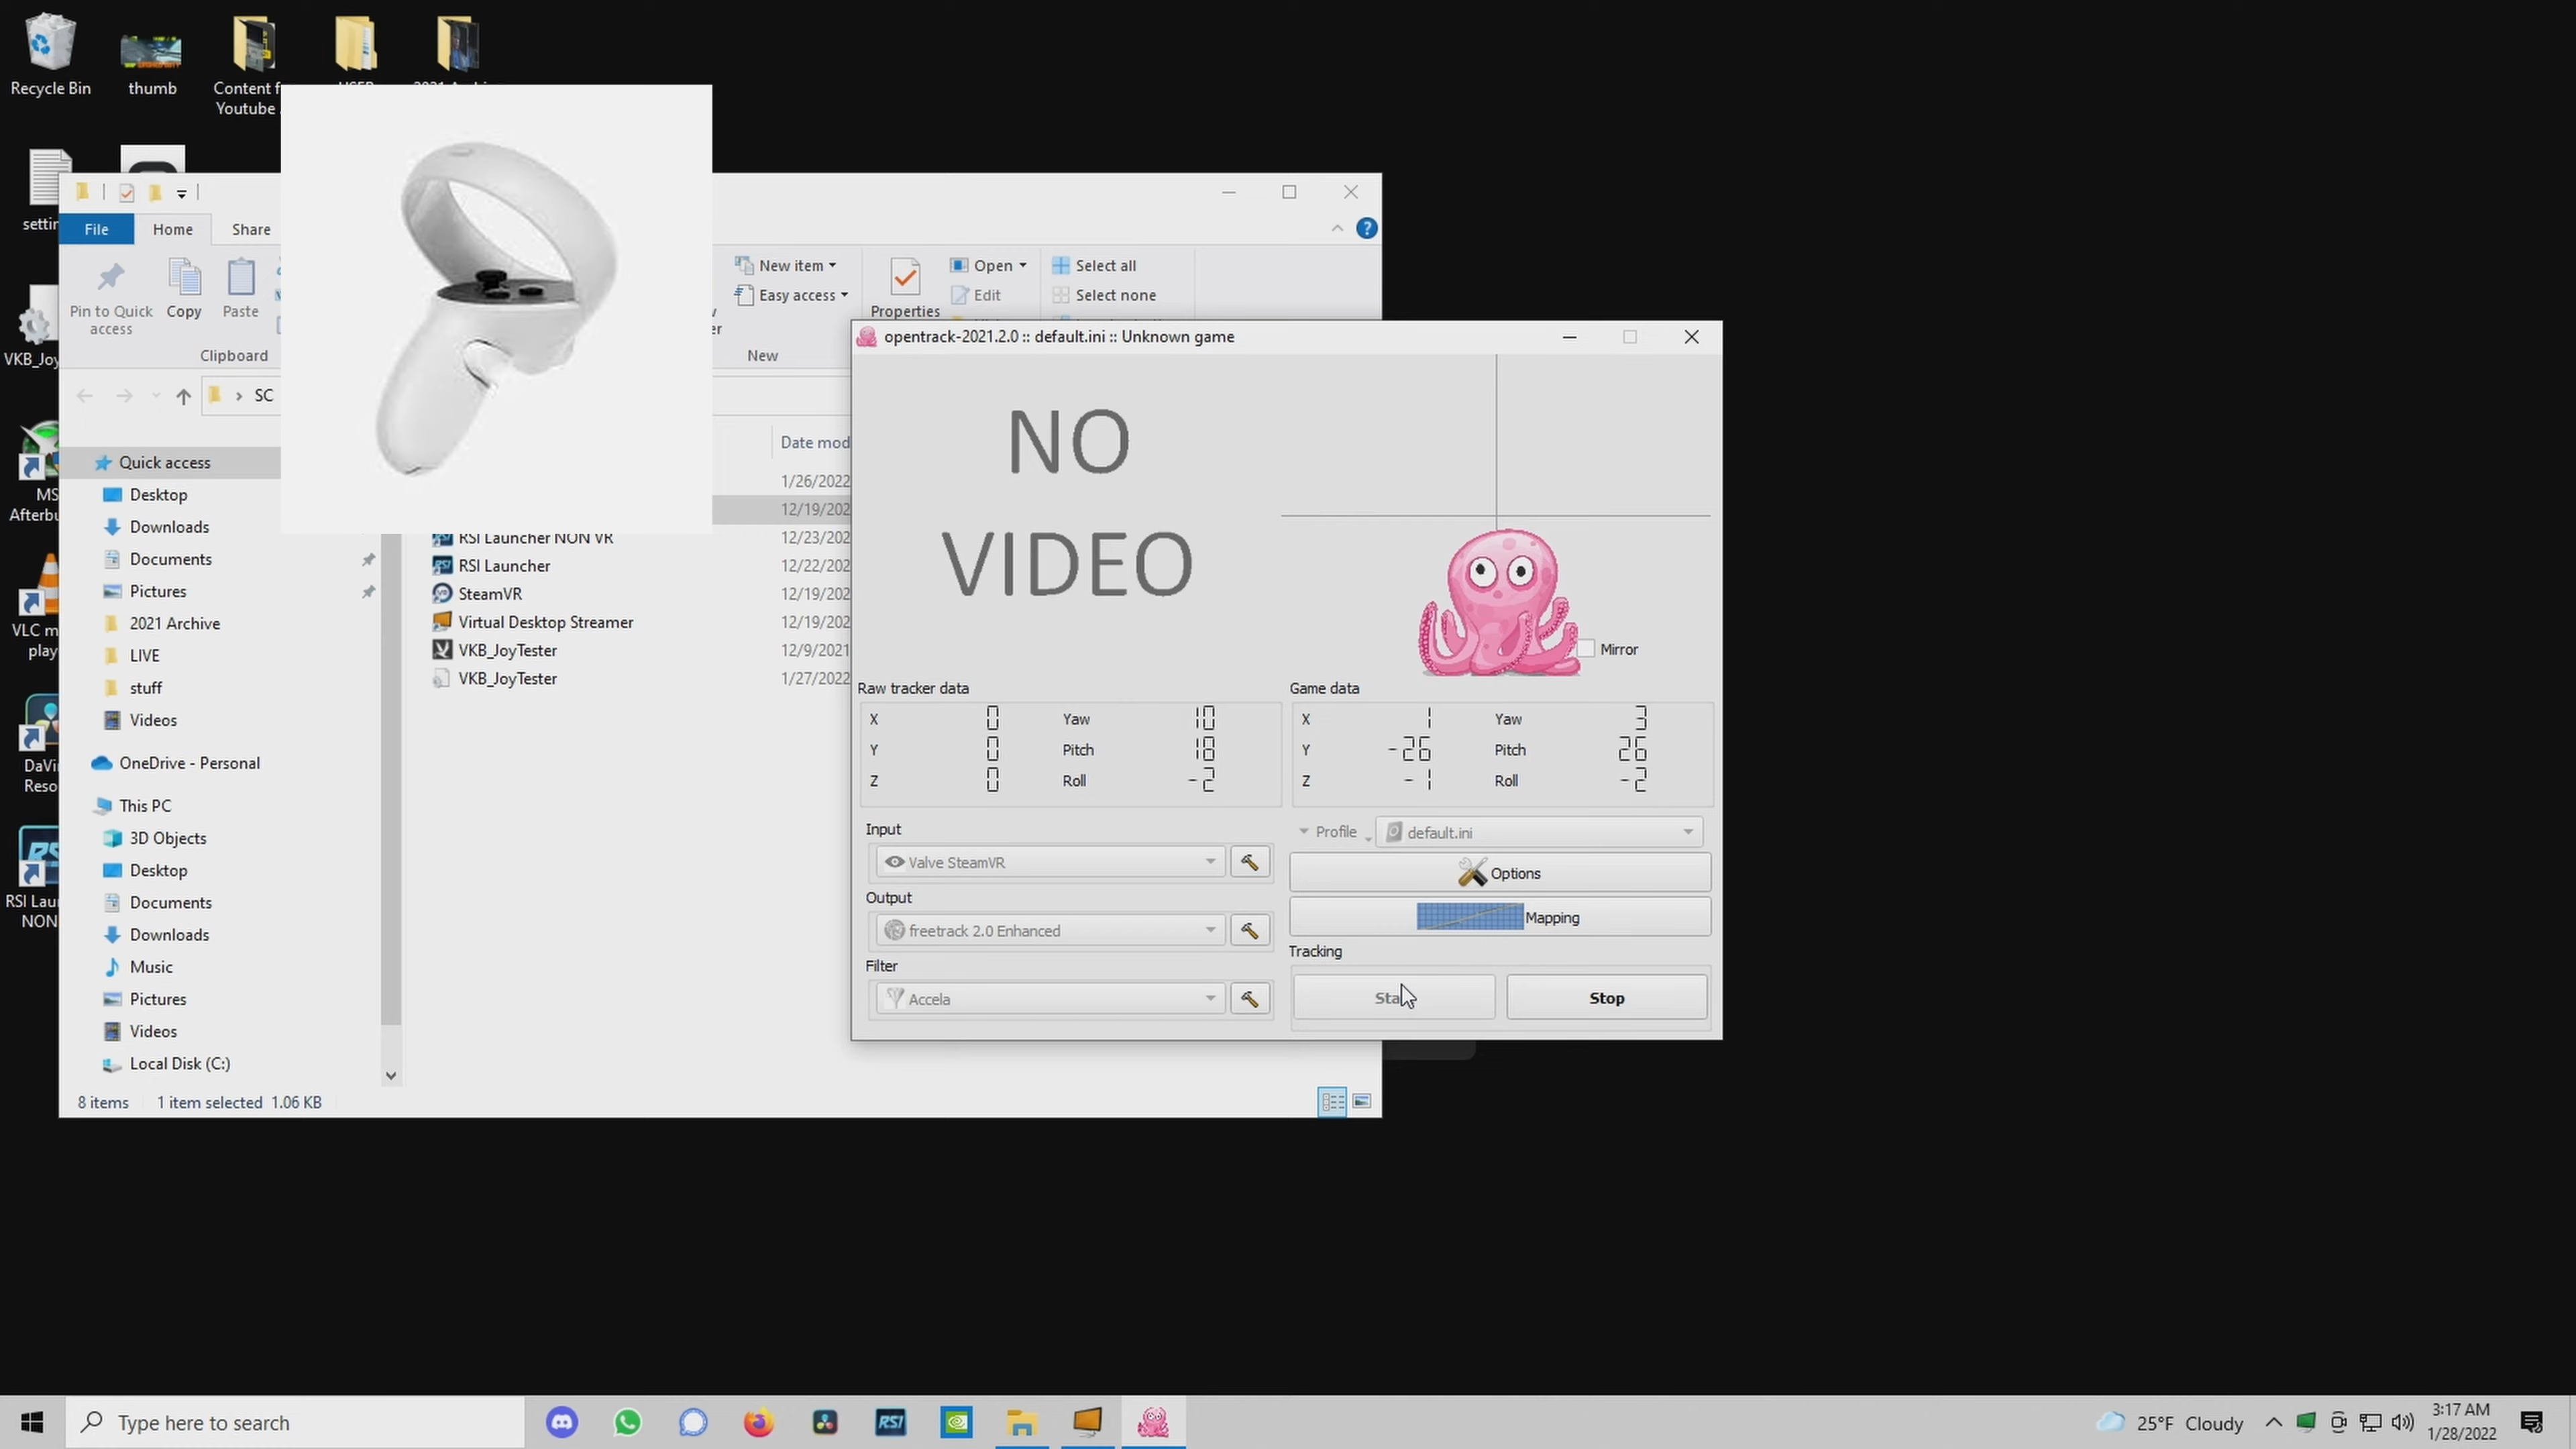 Recycle Bin
thumb
Content f
Youtube
VKB_Joy
MS
Afterbu
VLC m
play
DaVi
Reso
RSI Lau
NON
File
Home
Share
Pin to Quick
access
Copy
Paste
Clipboard
New item
Easy access
New
Properties
Open
Edit
Select all
Select none
SC
Date mod
Quick access
Desktop
Downloads
Documents
Pictures
2021 Archive
LIVE
stuff
Videos
OneDrive - Personal
This PC
3D Objects
Desktop
Documents
Downloads
Music
Pictures
Videos
Local Disk (C:)
1/26/2022
12/19/202
RSI Launcher NON VR 12/23/202
RSI Launcher 12/22/202
SteamVR 12/19/202
Virtual Desktop Streamer 12/19/202
VKB_JoyTester 12/9/2021
VKB_JoyTester 1/27/2022
8 items 1 item selected 1.06 KB
opentrack-2021.2.0 :: default.ini :: Unknown game
NO
VIDEO
Mirror
Raw tracker data
X 0 Yaw 10
Y 0 Pitch 18
Z 0 Roll -2
Game data
X 1 Yaw 3
Y -26 Pitch 26
Z -1 Roll -2
Input
Valve SteamVR
Output
freetrack 2.0 Enhanced
Filter
Accela
Profile default.ini
Options
Mapping
Tracking
Sta
Stop
Type here to search
RSI
25°F Cloudy
3:17 AM
1/28/2022